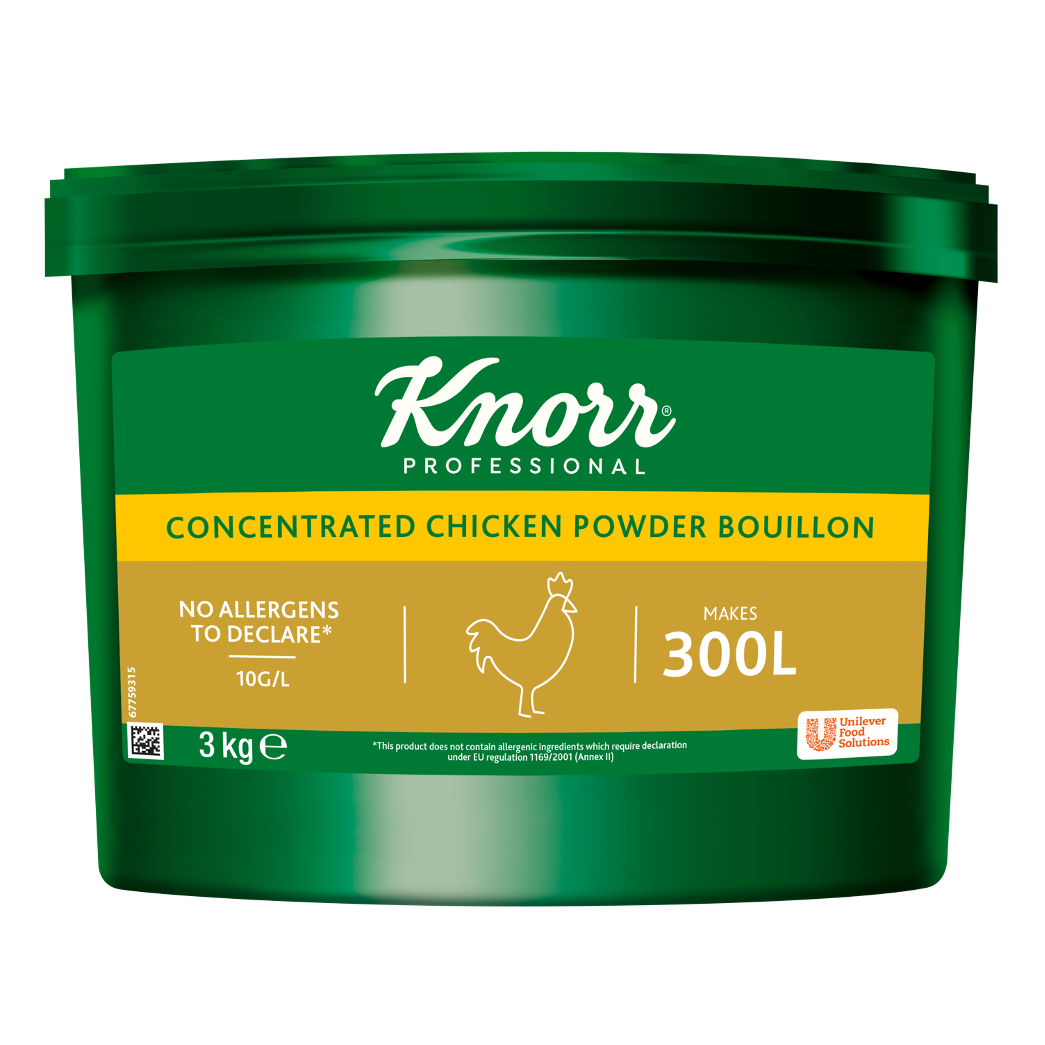 Knorr®
PROFESSIONAL
CONCENTRATED CHICKEN POWDER BOUILLON
NO ALLERGENS
TO DECLARE*
10G/L
MAKES
300L
67759315
3 kg ℮
*This product does not contain allergenic ingredients which require declaration
under EU regulation 1169/2001 (Annex II)
Unilever
Food
Solutions